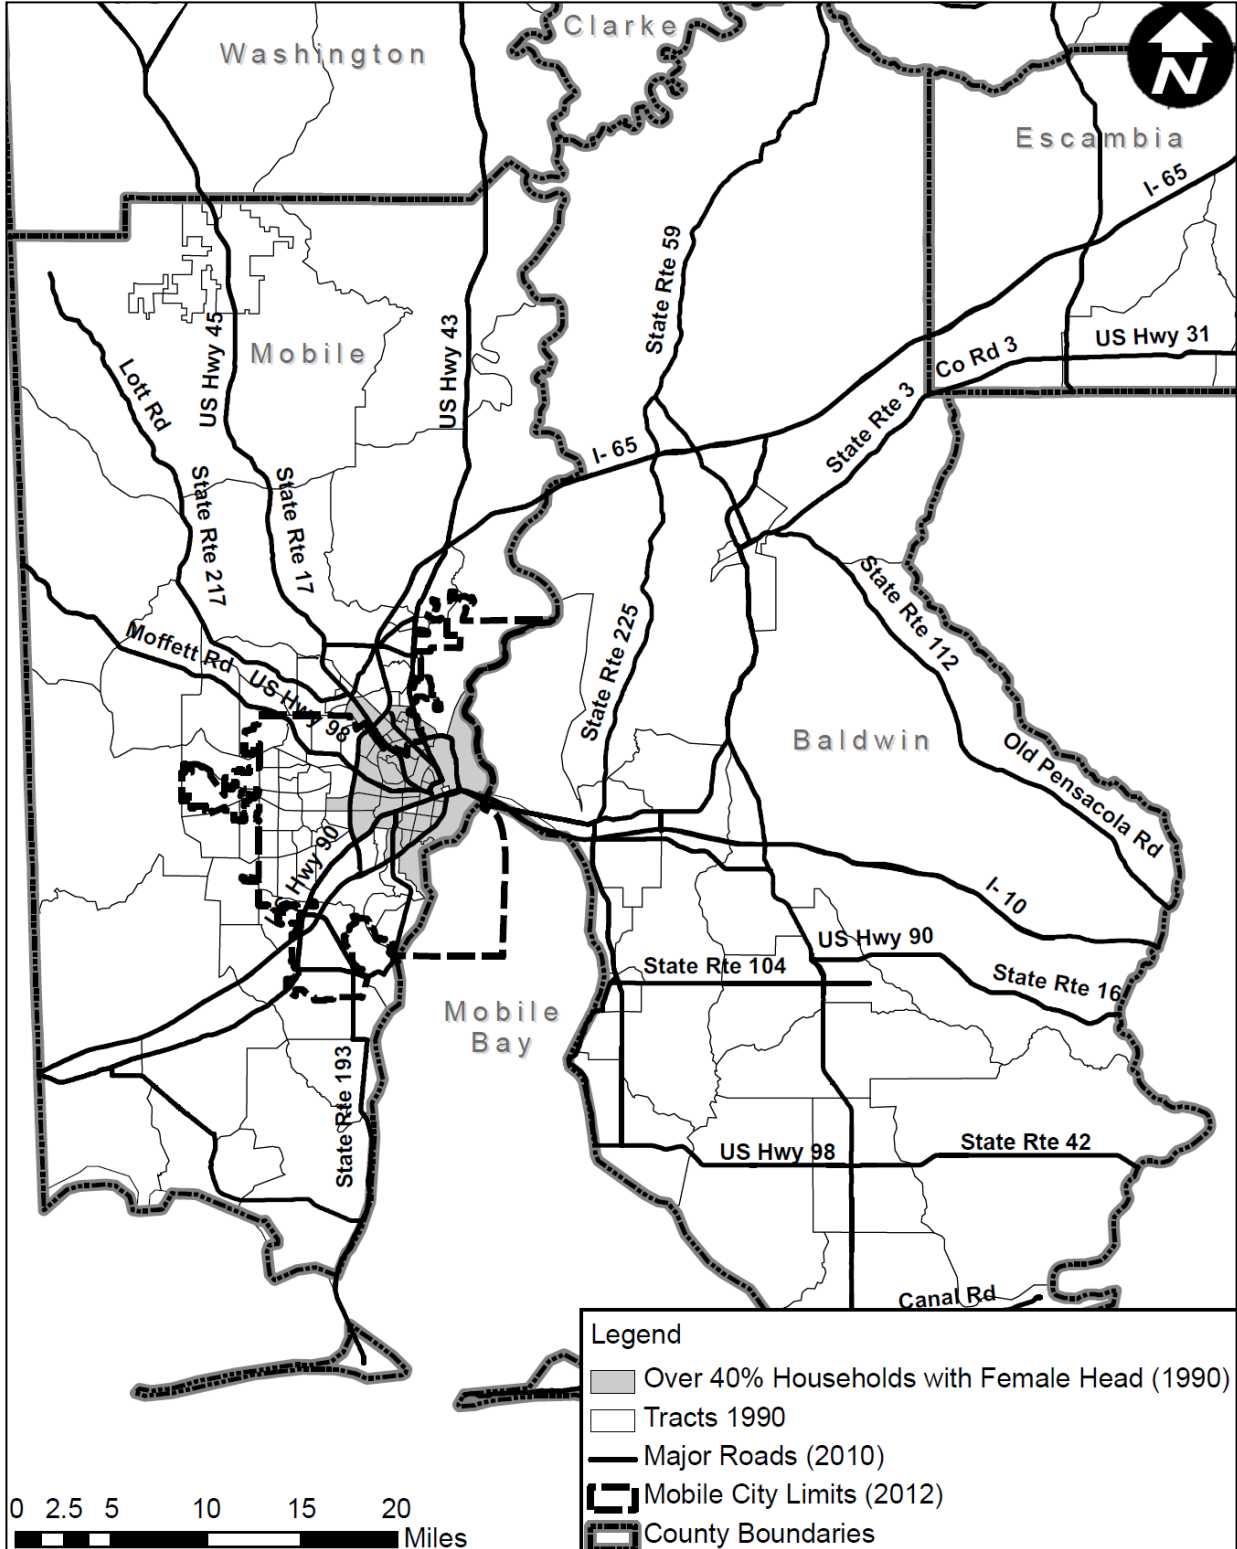 Clarke
Washington
N
Escambia
I- 65
State Rte 59
US Hwy 45
Mobile
US Hwy 43
Lott Rd
Co Rd 3
US Hwy 31
State Rte 3
I- 65
State Rte 217
State Rte 17
State Rte 112
State Rte 225
Moffett Rd
US Hwy 98
Baldwin
Old Pensacola Rd
US Hwy 90
I- 10
US Hwy 90
State Rte 104
State Rte 16
Mobile
Bay
State Rte 193
US Hwy 98
State Rte 42
Canal Rd
Legend
Over 40% Households with Female Head (1990)
Tracts 1990
Major Roads (2010)
Mobile City Limits (2012)
County Boundaries
0 2.5 5 10 15 20
Miles